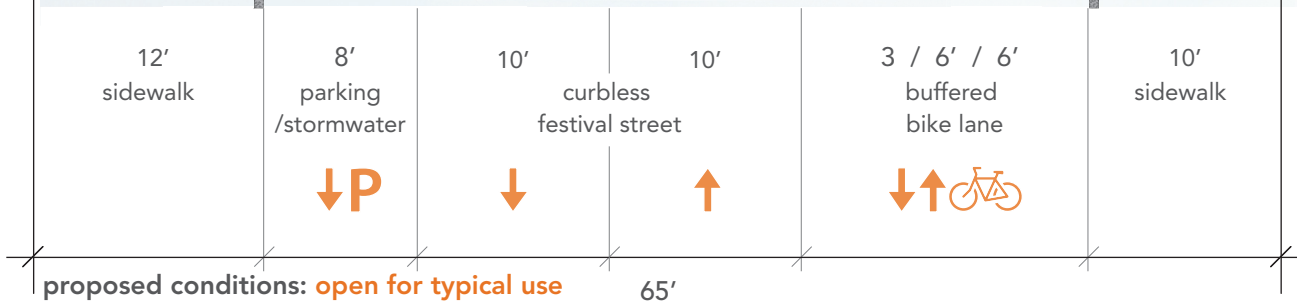 12’
sidewalk
8’
parking
/stormwater
P
10’ 10’
curbless
festival street
3 / 6’ / 6’
buffered
bike lane
10’
sidewalk
proposed conditions: open for typical use
65’